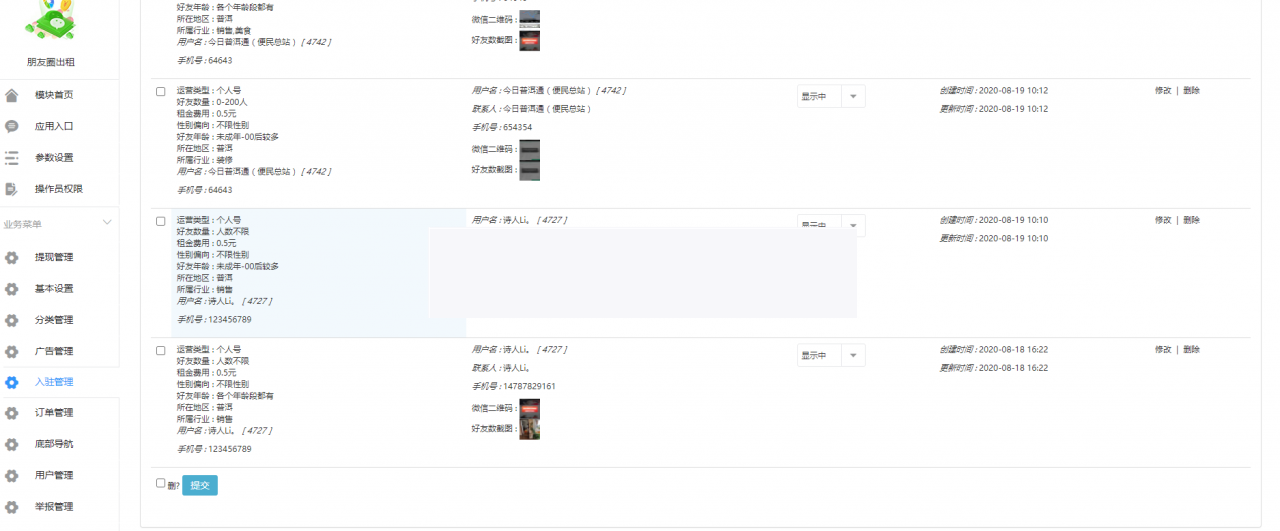 朋友圈出租
模块首页
应用入口
参数设置
操作员权限
业务菜单
提现管理
基本设置
分类管理
广告管理
入驻管理
订单管理
底部导航
用户管理
举报管理
好友年龄 : 各个年龄段都有
所在地区 : 普洱
所属行业 : 销售,美食
用户名 : 今日普洱通（便民总站） [ 4742 ]
手机号 : 64643
微信二维码 :
好友数截图 :
运营类型 : 个人号
好友数量 : 0-200人
租金费用 : 0.5元
性别偏向 : 不限性别
好友年龄 : 未成年-00后较多
所在地区 : 普洱
所属行业 : 装修
用户名 : 今日普洱通（便民总站） [ 4742 ]
手机号 : 64643
用户名 : 今日普洱通（便民总站） [ 4742 ]
联系人 : 今日普洱通（便民总站）
手机号 : 654354
微信二维码 :
好友数截图 :
显示中
创建时间 : 2020-08-19 10:12
更新时间 : 2020-08-19 10:12
修改 | 删除
运营类型 : 个人号
好友数量 : 人数不限
租金费用 : 0.5元
性别偏向 : 不限性别
好友年龄 : 未成年-00后较多
所在地区 : 普洱
所属行业 : 销售
用户名 : 诗人Li。 [ 4727 ]
手机号 : 123456789
用户名 : 诗人Li。 [ 4727 ]
显示中
创建时间 : 2020-08-19 10:10
更新时间 : 2020-08-19 10:10
修改 | 删除
运营类型 : 个人号
好友数量 : 人数不限
租金费用 : 0.5元
性别偏向 : 不限性别
好友年龄 : 各个年龄段都有
所在地区 : 普洱
所属行业 : 销售
用户名 : 诗人Li。 [ 4727 ]
手机号 : 123456789
用户名 : 诗人Li。 [ 4727 ]
联系人 : 诗人Li。
手机号 : 14787829161
微信二维码 :
好友数截图 :
显示中
创建时间 : 2020-08-18 16:22
更新时间 : 2020-08-18 16:22
修改 | 删除
删? 提交